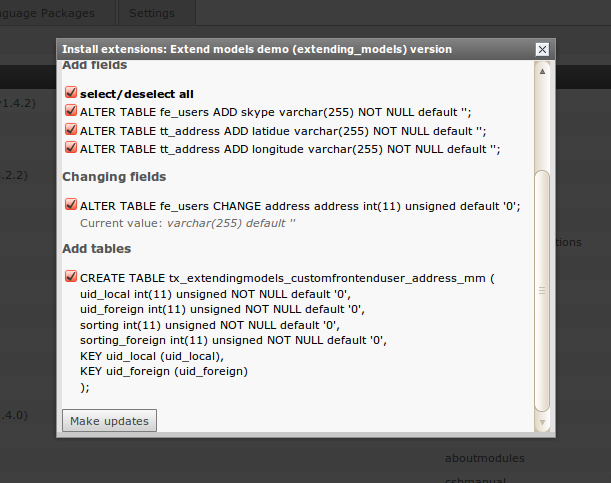 guage Packages
Settings
Install extensions: Extend models demo (extending_models) version
Add fields
1.4.2)
select/deselect all
ALTER TABLE fe_users ADD skype varchar(255) NOT NULL default '';
ALTER TABLE tt_address ADD latidue varchar(255) NOT NULL default '';
ALTER TABLE tt_address ADD longitude varchar(255) NOT NULL default '';
.2.2)
Changing fields
ALTER TABLE fe_users CHANGE address address int(11) unsigned default '0';
Current value: varchar(255) default ''
tions
Add tables
CREATE TABLE tx_extendingmodels_customfrontenduser_address_mm (
uid_local int(11) unsigned NOT NULL default '0',
uid_foreign int(11) unsigned NOT NULL default '0',
sorting int(11) unsigned NOT NULL default '0',
sorting_foreign int(11) unsigned NOT NULL default '0',
KEY uid_local (uid_local),
KEY uid_foreign (uid_foreign)
);
.4.0)
Make updates
aboutmodules
cshmanual